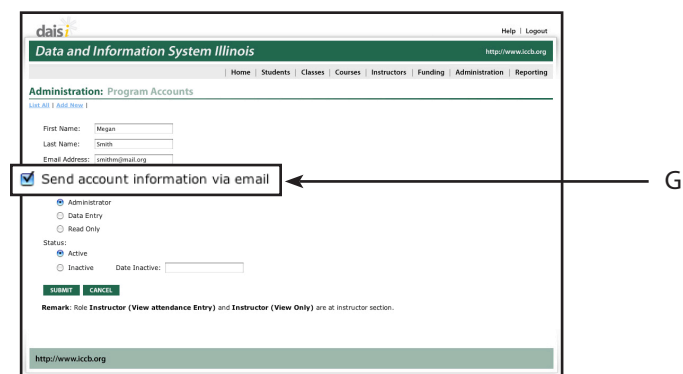 daisi
Help | Logout
Data and Information System Illinois
http://www.iccb.org
| Home | Students | Classes | Courses | Instructors | Funding | Administration | Reporting
Administration: Program Accounts
List All | Add New |
First Name: Megan
Last Name: Smith
Email Address: smithm@mail.org
Send account information via email
G
Administrator
Data Entry
Read Only
Status:
Active
Inactive Date Inactive:
SUBMIT CANCEL
Remark: Role Instructor (View attendance Entry) and Instructor (View Only) are at instructor section.
http://www.iccb.org